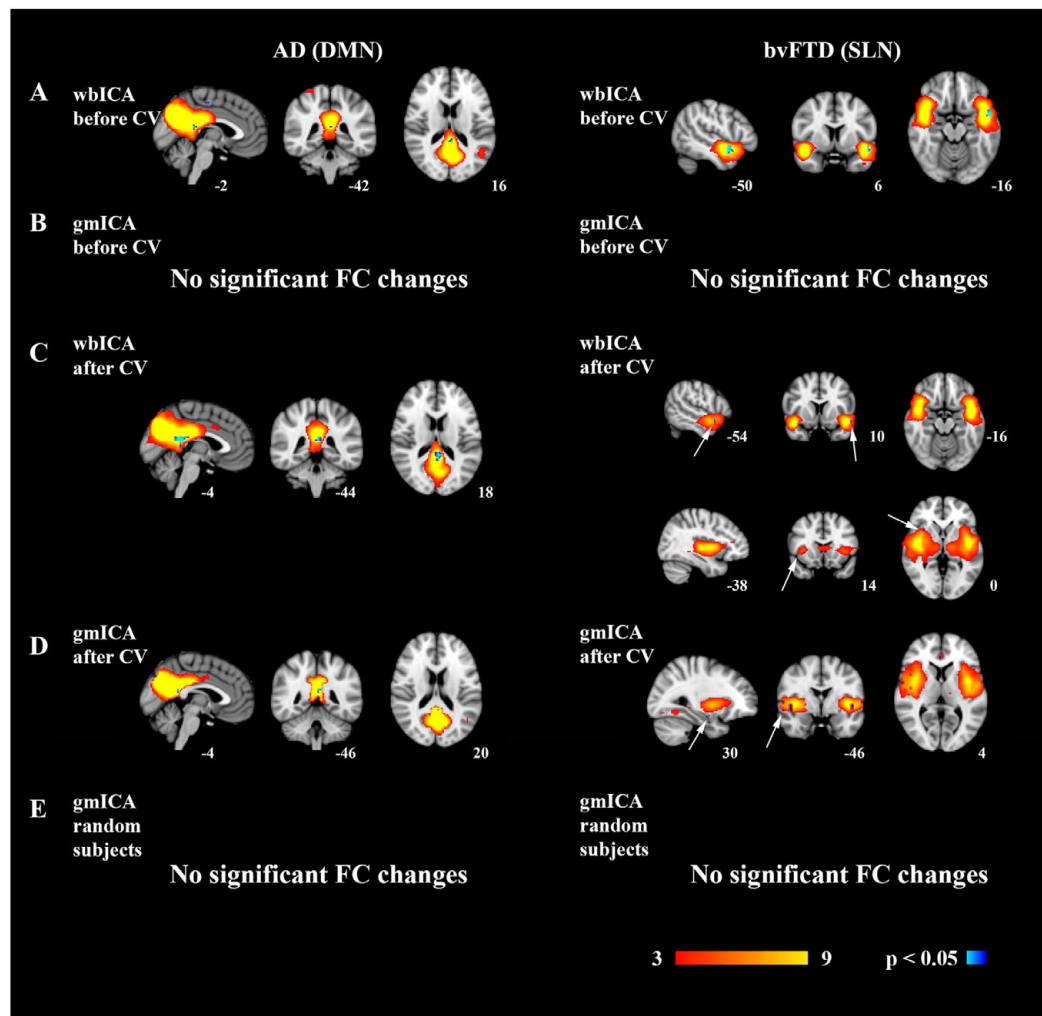 AD (DMN)
bvFTD (SLN)
A
wbICA
before CV
-2
-42
16
wbICA
before CV
-50
6
-16
B
gmICA
before CV
No significant FC changes
gmICA
before CV
No significant FC changes
C
wbICA
after CV
-4
-44
18
wbICA
after CV
-54
10
-16
-38
14
0
D
gmICA
after CV
-4
-46
20
gmICA
after CV
30
-46
4
E
gmICA
random
subjects
No significant FC changes
gmICA
random
subjects
No significant FC changes
3
9
p < 0.05